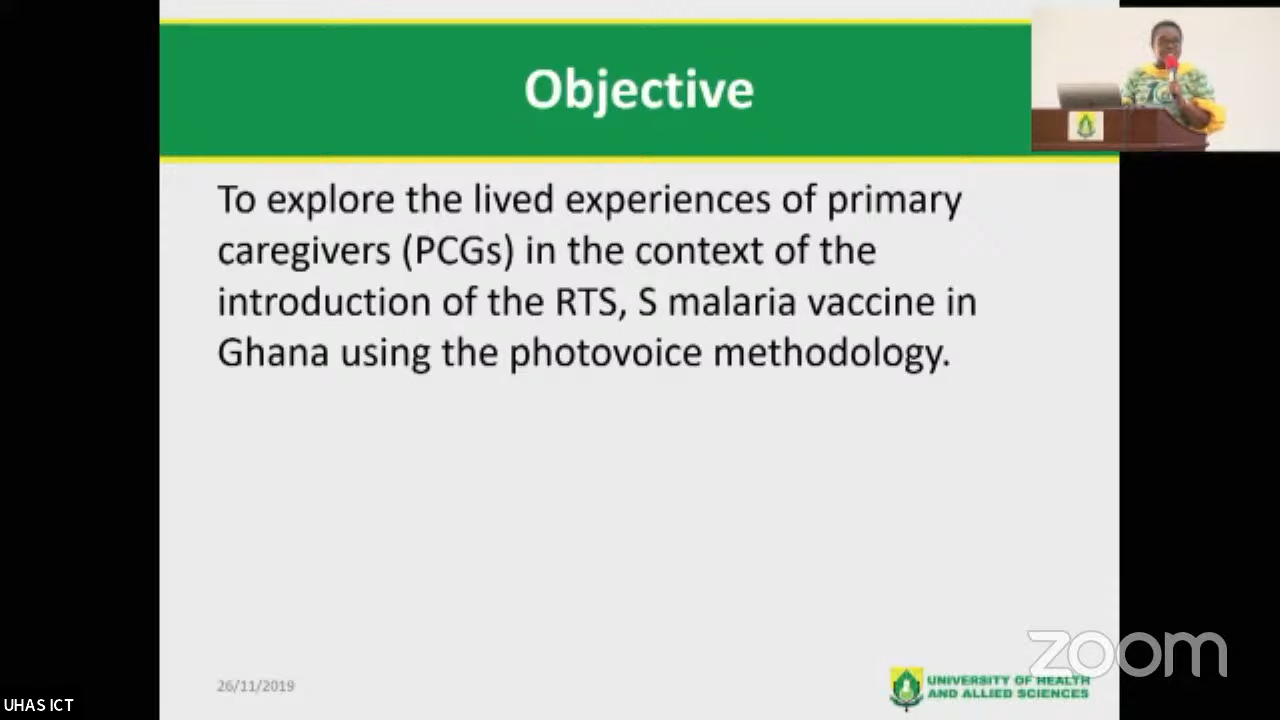 Objective
To explore the lived experiences of primary
caregivers (PCGs) in the context of the
introduction of the RTS, S malaria vaccine in
Ghana using the photovoice methodology.
26/11/2019
UNIVERSITY OF HEALTH
AND ALLIED SCIENCES
zoom
UHAS ICT